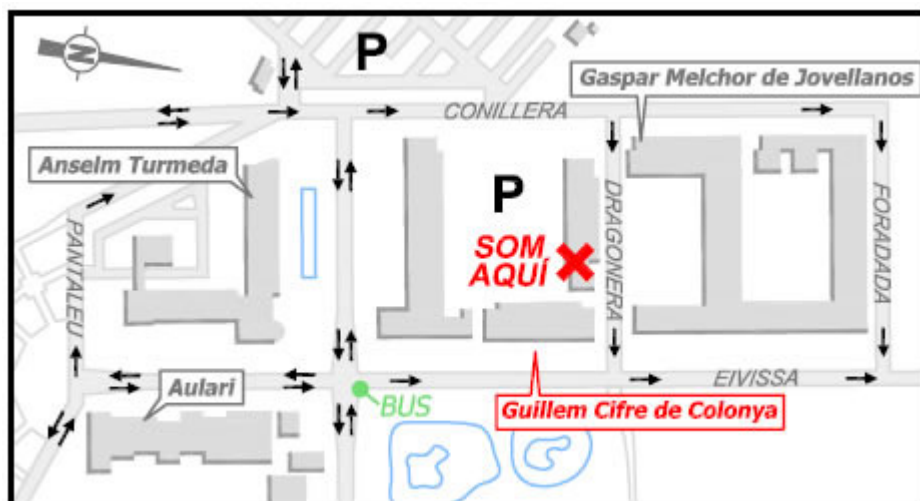 N
P
Gaspar Melchor de Jovellanos
CONILLERA
Anselm Turmeda
P
SOM
AQUÍ
PANTALEU
DRAGONERA
FORADADA
EIVISSA
Aulari
BUS
Guillem Cifre de Colonya